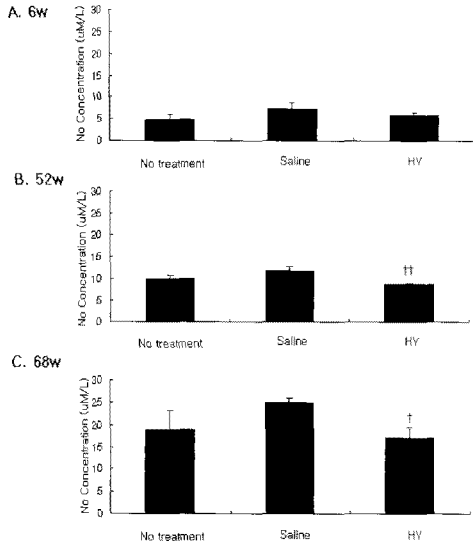 A. 6w
No Concentration (uM/L)
30
25
20
15
10
5
0
No treatment
Saline
HY
B. 52w
No Concentration (uM/L)
30
25
20
15
10
5
0
††
No treatment
Saline
HY
C. 68w
No Concentration (uM/L)
30
25
20
15
10
5
0
†
No treatment
Saline
HY